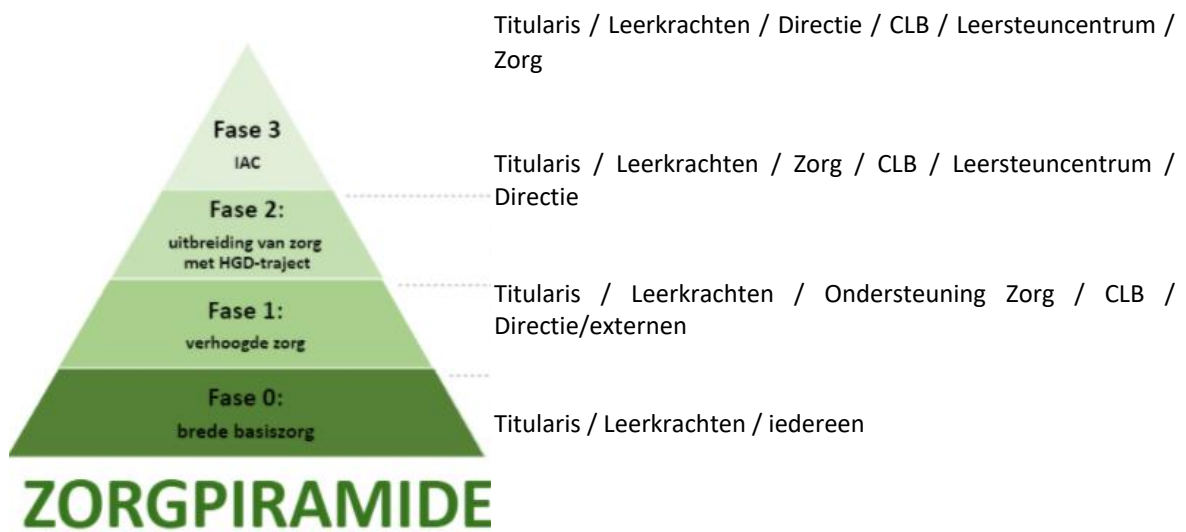 Titularis / Leerkrachten / Directie / CLB / Leersteuncentrum /
Zorg
Fase 3
IAC
Titularis / Leerkrachten / Zorg / CLB / Leersteuncentrum /
Directie
Fase 2:
uitbreiding van zorg
met HGD-traject
Titularis / Leerkrachten / Ondersteuning Zorg / CLB /
Directie/externen
Fase 1:
verhoogde zorg
Fase 0:
brede basiszorg
Titularis / Leerkrachten / iedereen
ZORGPIRAMIDE